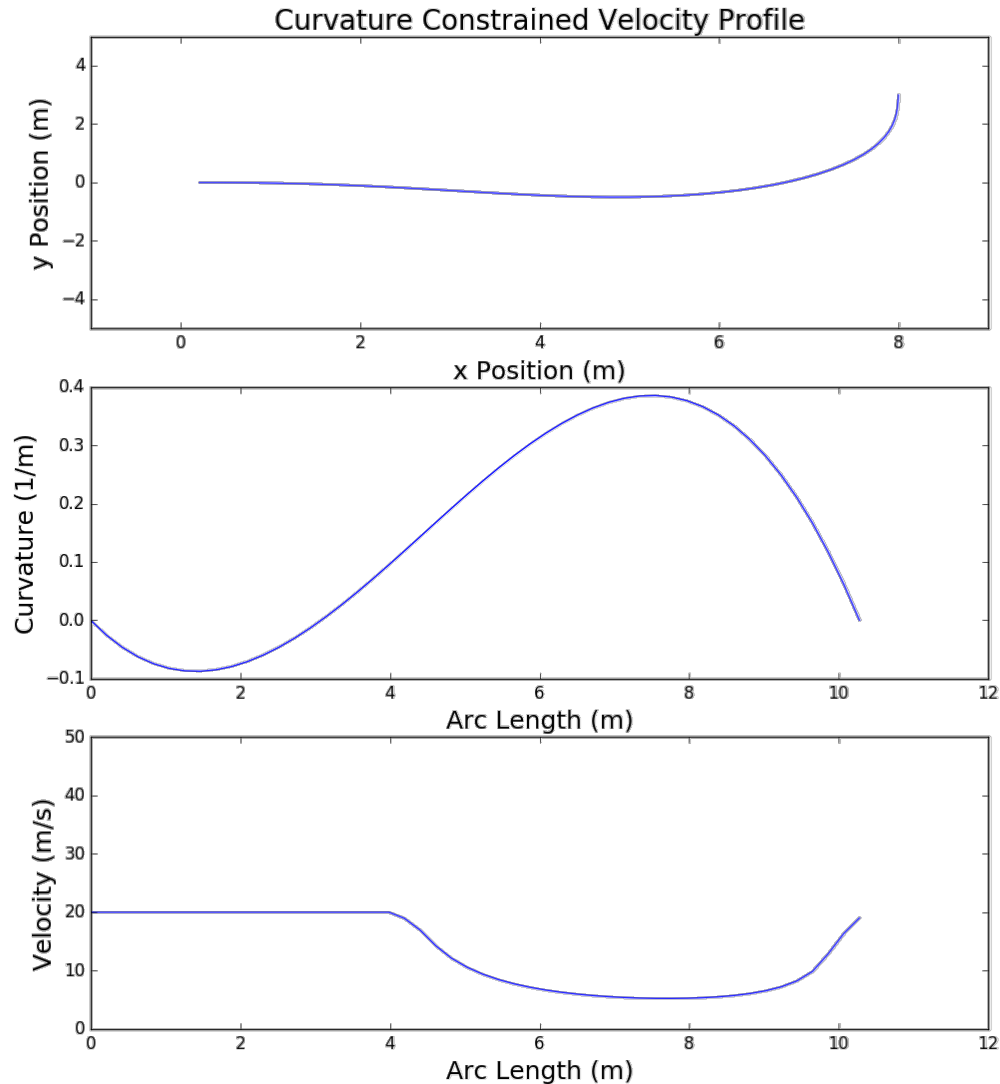 Curvature Constrained Velocity Profile
y Position (m)
4
2
0
−2
−4
0 2 4 6 8
x Position (m)
Curvature (1/m)
0.4
0.3
0.2
0.1
0.0
−0.1
0 2 4 6 8 10 12
Arc Length (m)
Velocity (m/s)
50
40
30
20
10
0
0 2 4 6 8 10 12
Arc Length (m)